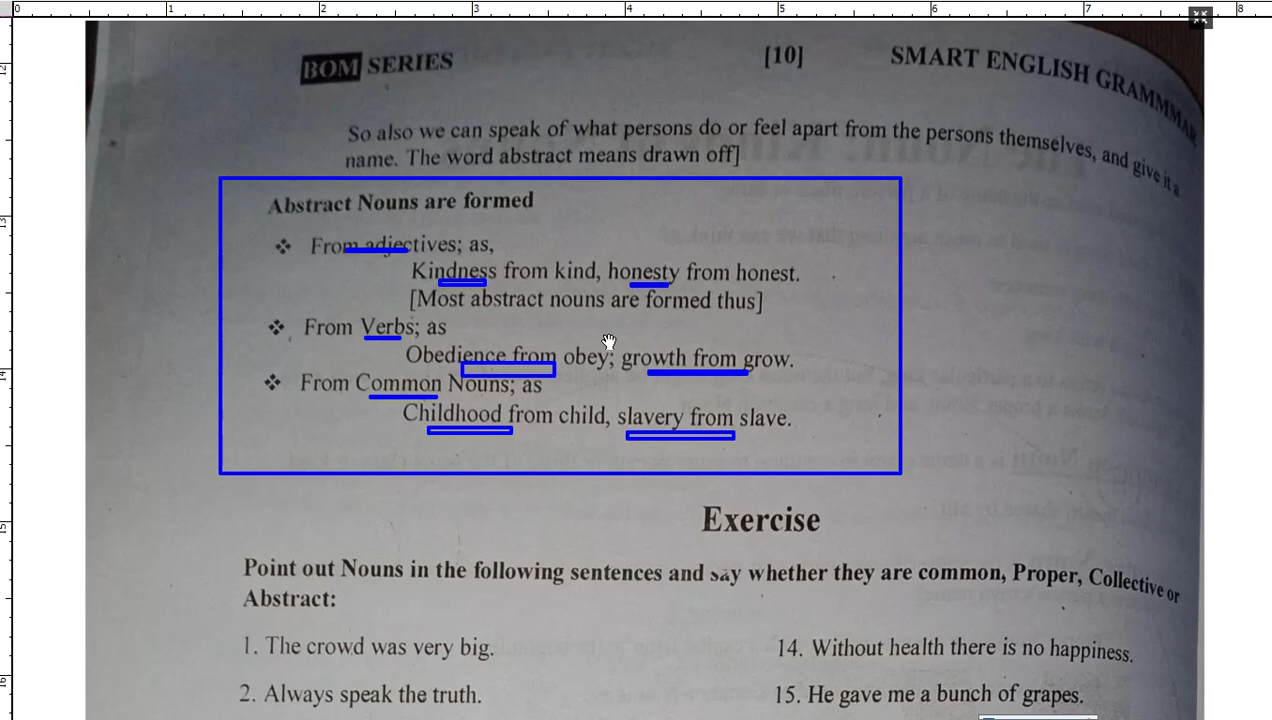 BOM SERIES [10] SMART ENGLISH GRAMMMAR
So also we can speak of what persons do or feel apart from the persons themselves, and give it a
name. The word abstract means drawn off]
Abstract Nouns are formed
❖ From adjectives; as,
Kindness from kind, honesty from honest.
[Most abstract nouns are formed thus]
❖ From Verbs; as
Obedience from obey; growth from grow.
❖ From Common Nouns; as
Childhood from child, slavery from slave.
Exercise
Point out Nouns in the following sentences and say whether they are common, Proper, Collective or
Abstract:
1. The crowd was very big.
14. Without health there is no happiness.
2. Always speak the truth.
15. He gave me a bunch of grapes.